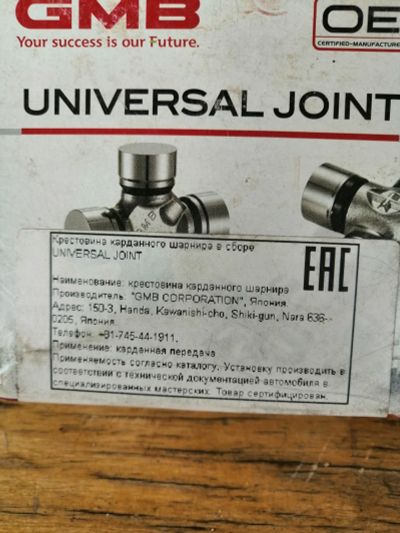 GMB
Your success is our Future.
OE
CERTIFIED-MANUFACTURE
UNIVERSAL JOINT
GMB
Крестовина карданного шарнира в сборе
UNIVERSAL JOINT
EAC
Наименование: крестовина карданного шарнира
Производитель: "GMB CORPORATION", Япония.
Адрес: 150-3, Handa, Kawanishi-cho, Shiki-gun, Nara 636--
0205, Япония.
Телефон: +81-745-44-1911.
Применение: карданная передача
Применяемость согласно каталогу. Установку производить в
соответствии с технической документацией автомобиля в
специализированных мастерских. Товар сертифицирован.